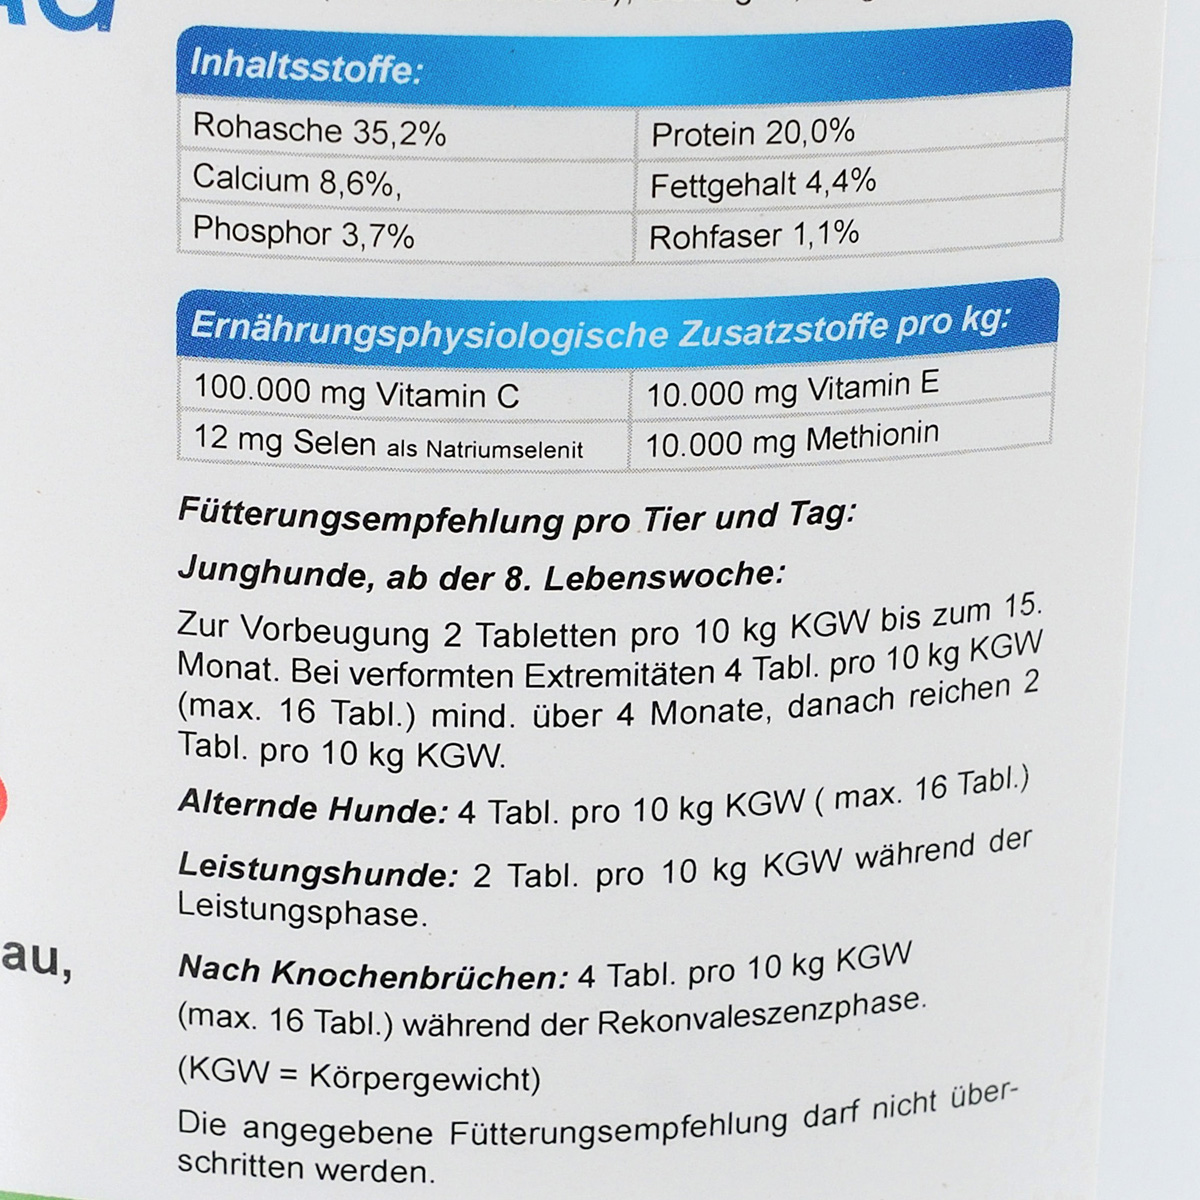 Inhaltsstoffe:
Rohasche 35,2% Protein 20,0%
Calcium 8,6%, Fettgehalt 4,4%
Phosphor 3,7% Rohfaser 1,1%
Ernährungsphysiologische Zusatzstoffe pro kg:
100.000 mg Vitamin C 10.000 mg Vitamin E
12 mg Selen als Natriumselenit 10.000 mg Methionin
Fütterungsempfehlung pro Tier und Tag:
Junghunde, ab der 8. Lebenswoche:
Zur Vorbeugung 2 Tabletten pro 10 kg KGW bis zum 15.
Monat. Bei verformten Extremitäten 4 Tabl. pro 10 kg KGW
(max. 16 Tabl.) mind. über 4 Monate, danach reichen 2
Tabl. pro 10 kg KGW.
Alternde Hunde: 4 Tabl. pro 10 kg KGW ( max. 16 Tabl.)
Leistungshunde: 2 Tabl. pro 10 kg KGW während der
Leistungsphase.
au,
Nach Knochenbrüchen: 4 Tabl. pro 10 kg KGW
(max. 16 Tabl.) während der Rekonvaleszenzphase.
(KGW = Körpergewicht)
Die angegebene Fütterungsempfehlung darf nicht über-
schritten werden.